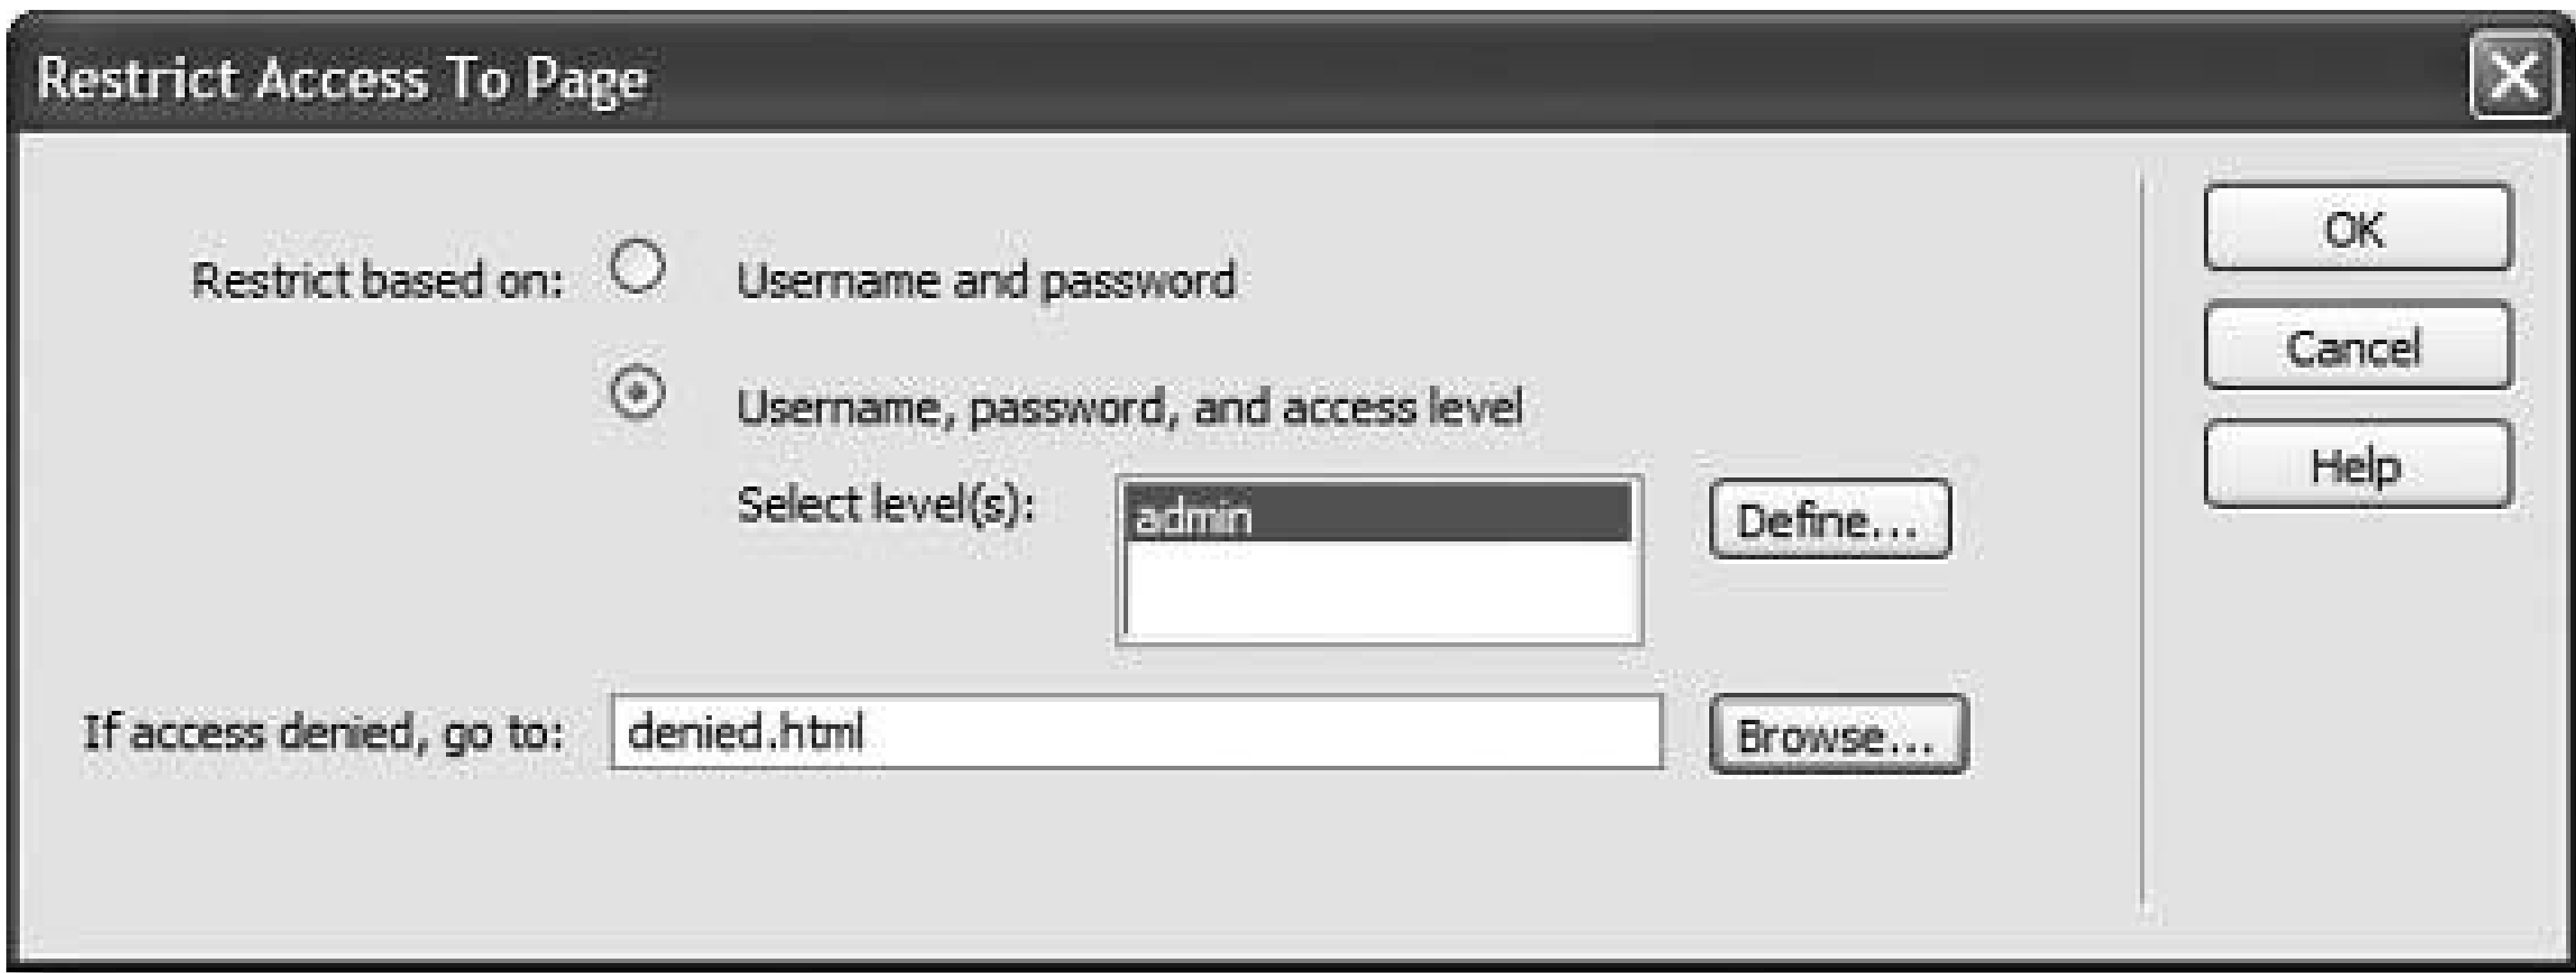 Restrict Access To Page
Restrict based on:
Username and password
Username, password, and access level
Select level(s):
admin
Define...
If access denied, go to:
denied.html
Browse...
OK
Cancel
Help